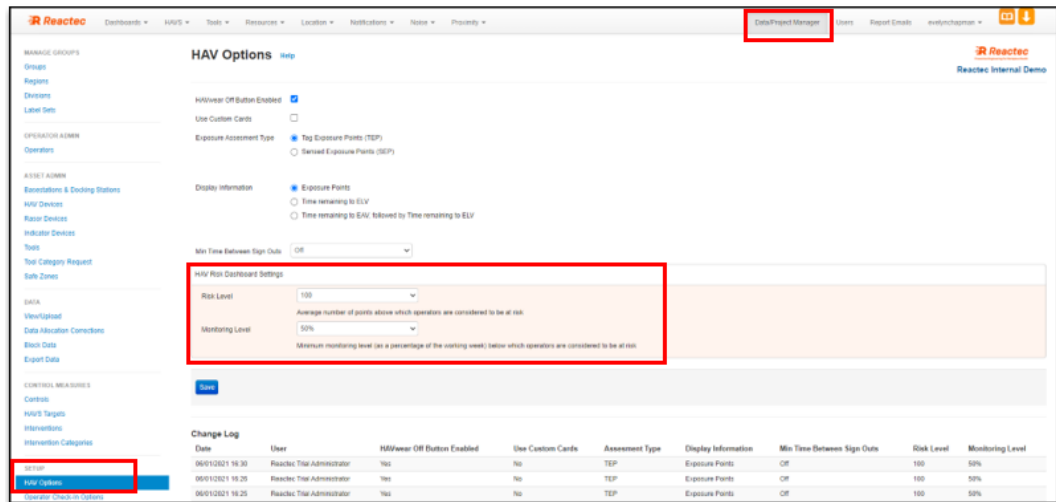 Reactec Dashboards HAVS Tools Resources Location Notifications Noise Proximity Data/Project Manager Users Report Emails evelynchapman
MANAGE GROUPS
Groups
Regions
Divisions
Label Sets
OPERATOR ADMIN
Operators
ASSET ADMIN
Basestations & Docking Stations
HAV Devices
Razor Devices
Indicator Devices
Tools
Tool Category Request
Safe Zones
DATA
View/Upload
Data Allocation Corrections
Block Data
Export Data
CONTROL MEASURES
Controls
HAVS Targets
Interventions
Intervention Categories
SETUP
HAV Options
Operator Check-In Options
HAV Options Help
Reactec
Reactec Internal Demo
HAVwear Off Button Enabled
Use Custom Cards
Exposure Assesment Type Tag Exposure Points (TEP)
Sensed Exposure Points (SEP)
Display Information Exposure Points
Time remaining to ELV
Time remaining to EAV, followed by Time remaining to ELV
Min Time Between Sign Outs Off
HAV Risk Dashboard Settings
Risk Level 100
Average number of points above which operators are considered to be at risk
Monitoring Level 50%
Minimum monitoring level (as a percentage of the working week) below which operators are considered to be at risk
Save
Change Log
Date User HAVwear Off Button Enabled Use Custom Cards Assesment Type Display Information Min Time Between Sign Outs Risk Level Monitoring Level
06/01/2021 16:30 Reactec Trial Administrator Yes No TEP Exposure Points Off 100 50%
06/01/2021 16:26 Reactec Trial Administrator Yes No TEP Exposure Points Off 100 50%
06/01/2021 16:25 Reactec Trial Administrator Yes No TEP Exposure Points Off 100 50%